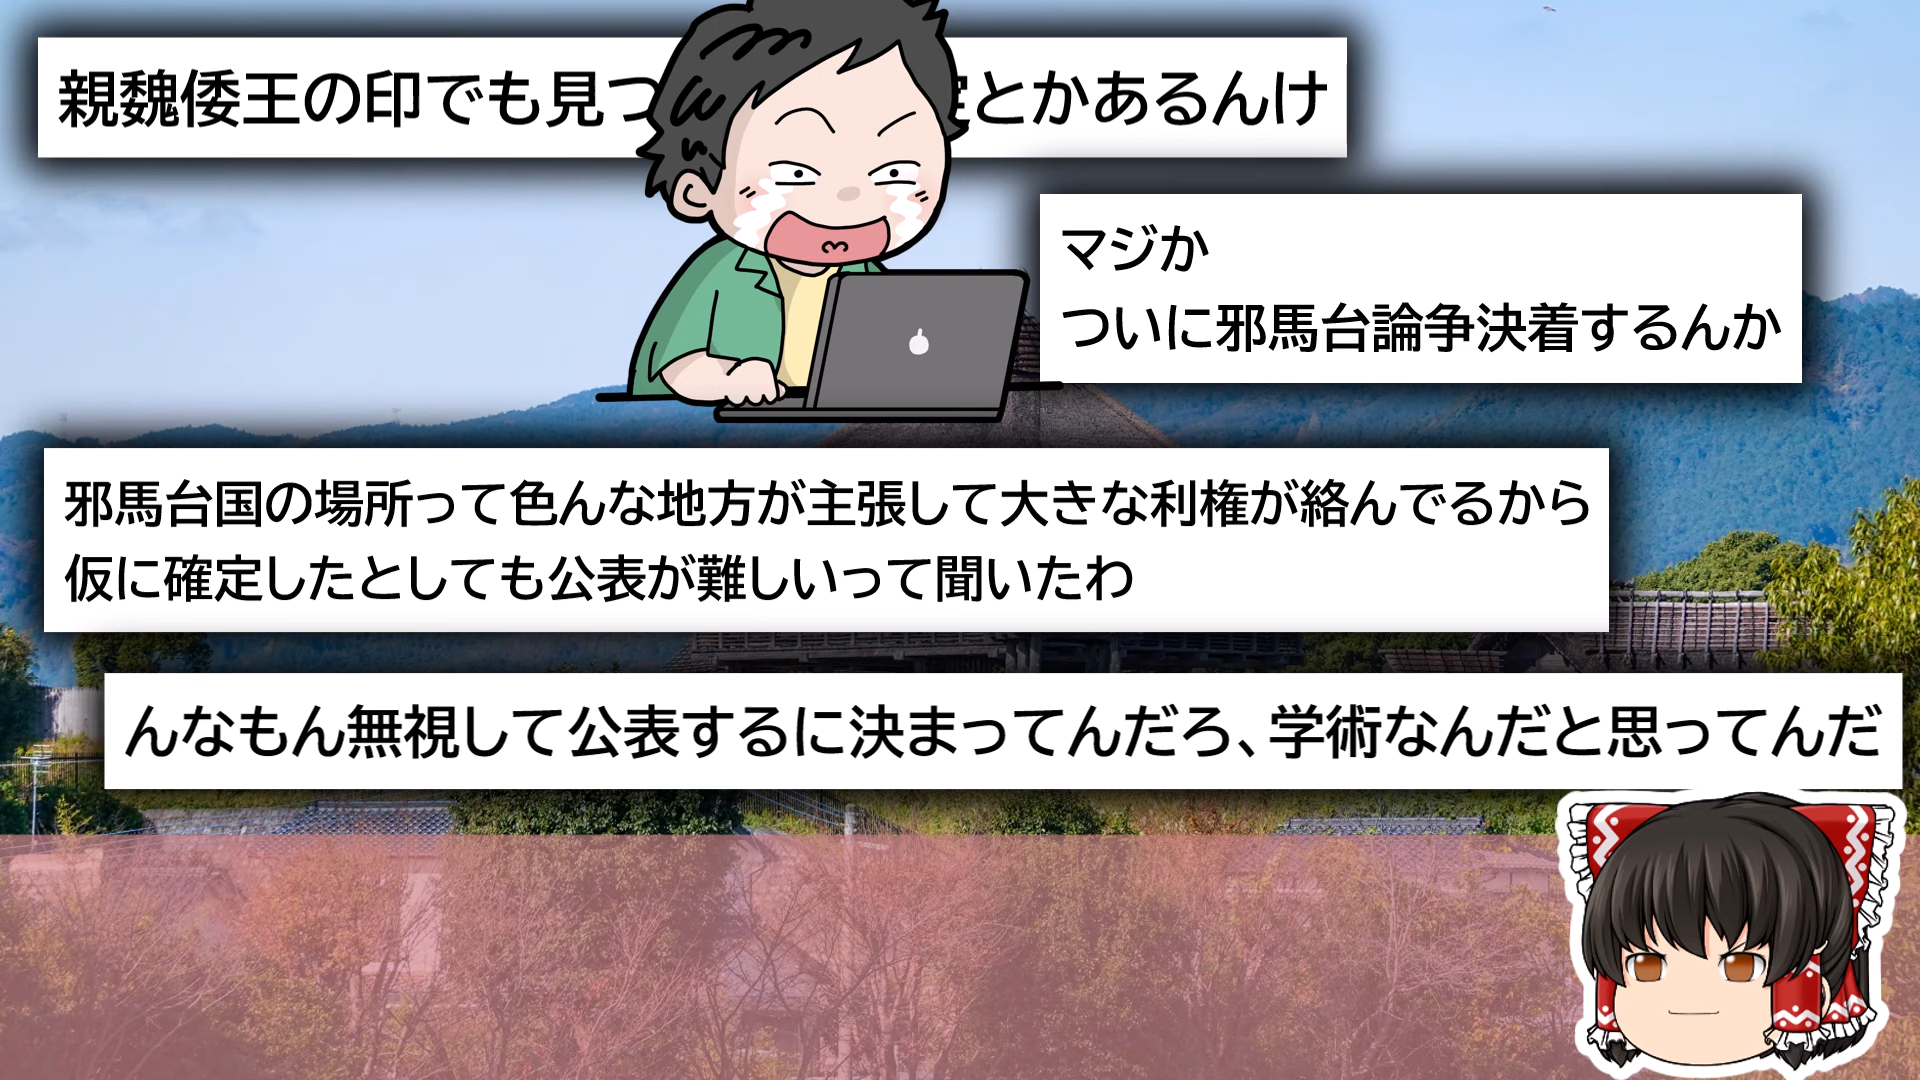 親魏倭王の印でも見つ
とかあるんけ
マジか
ついに邪馬台論争決着するんか
邪馬台国の場所って色んな地方が主張して大きな利権が絡んでるから
仮に確定したとしても公表が難しいって聞いたわ
んなもん無視して公表するに決まってんだろ、学術なんだと思ってんだ